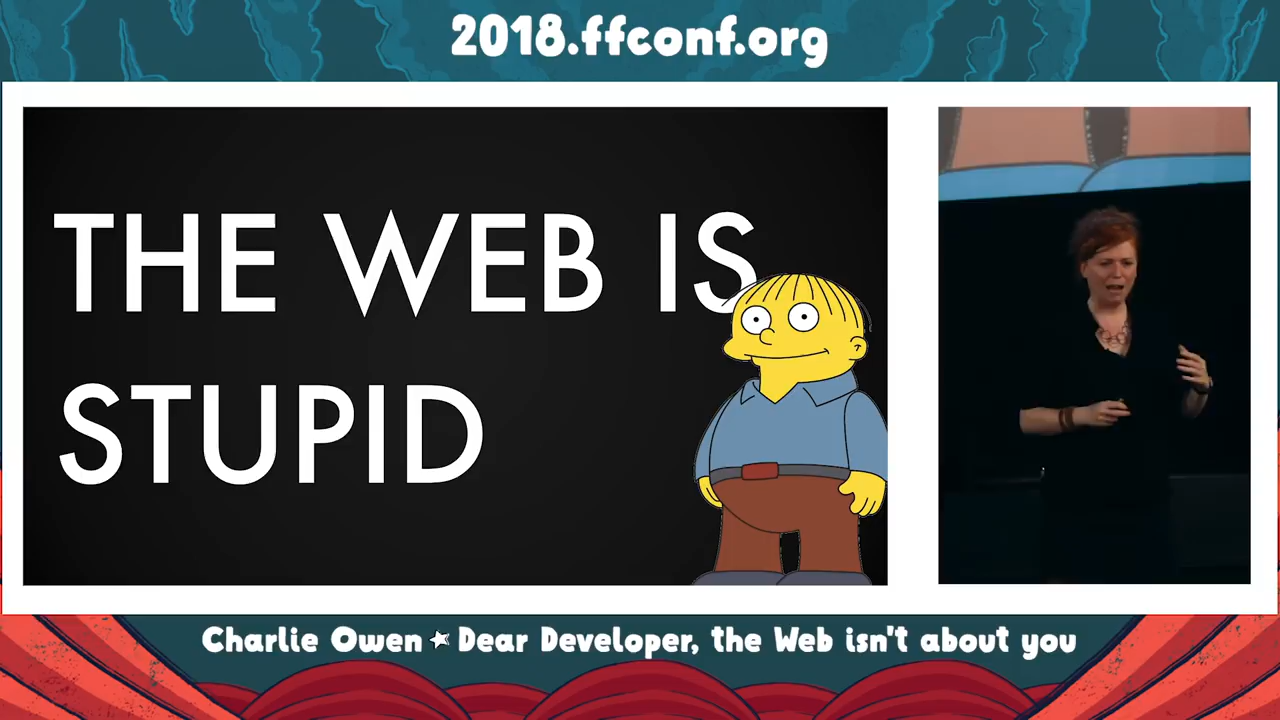 2018.ffconf.org
THE WEB IS
STUPID
Charlie Owen ★ Dear Developer, the Web isn't about you